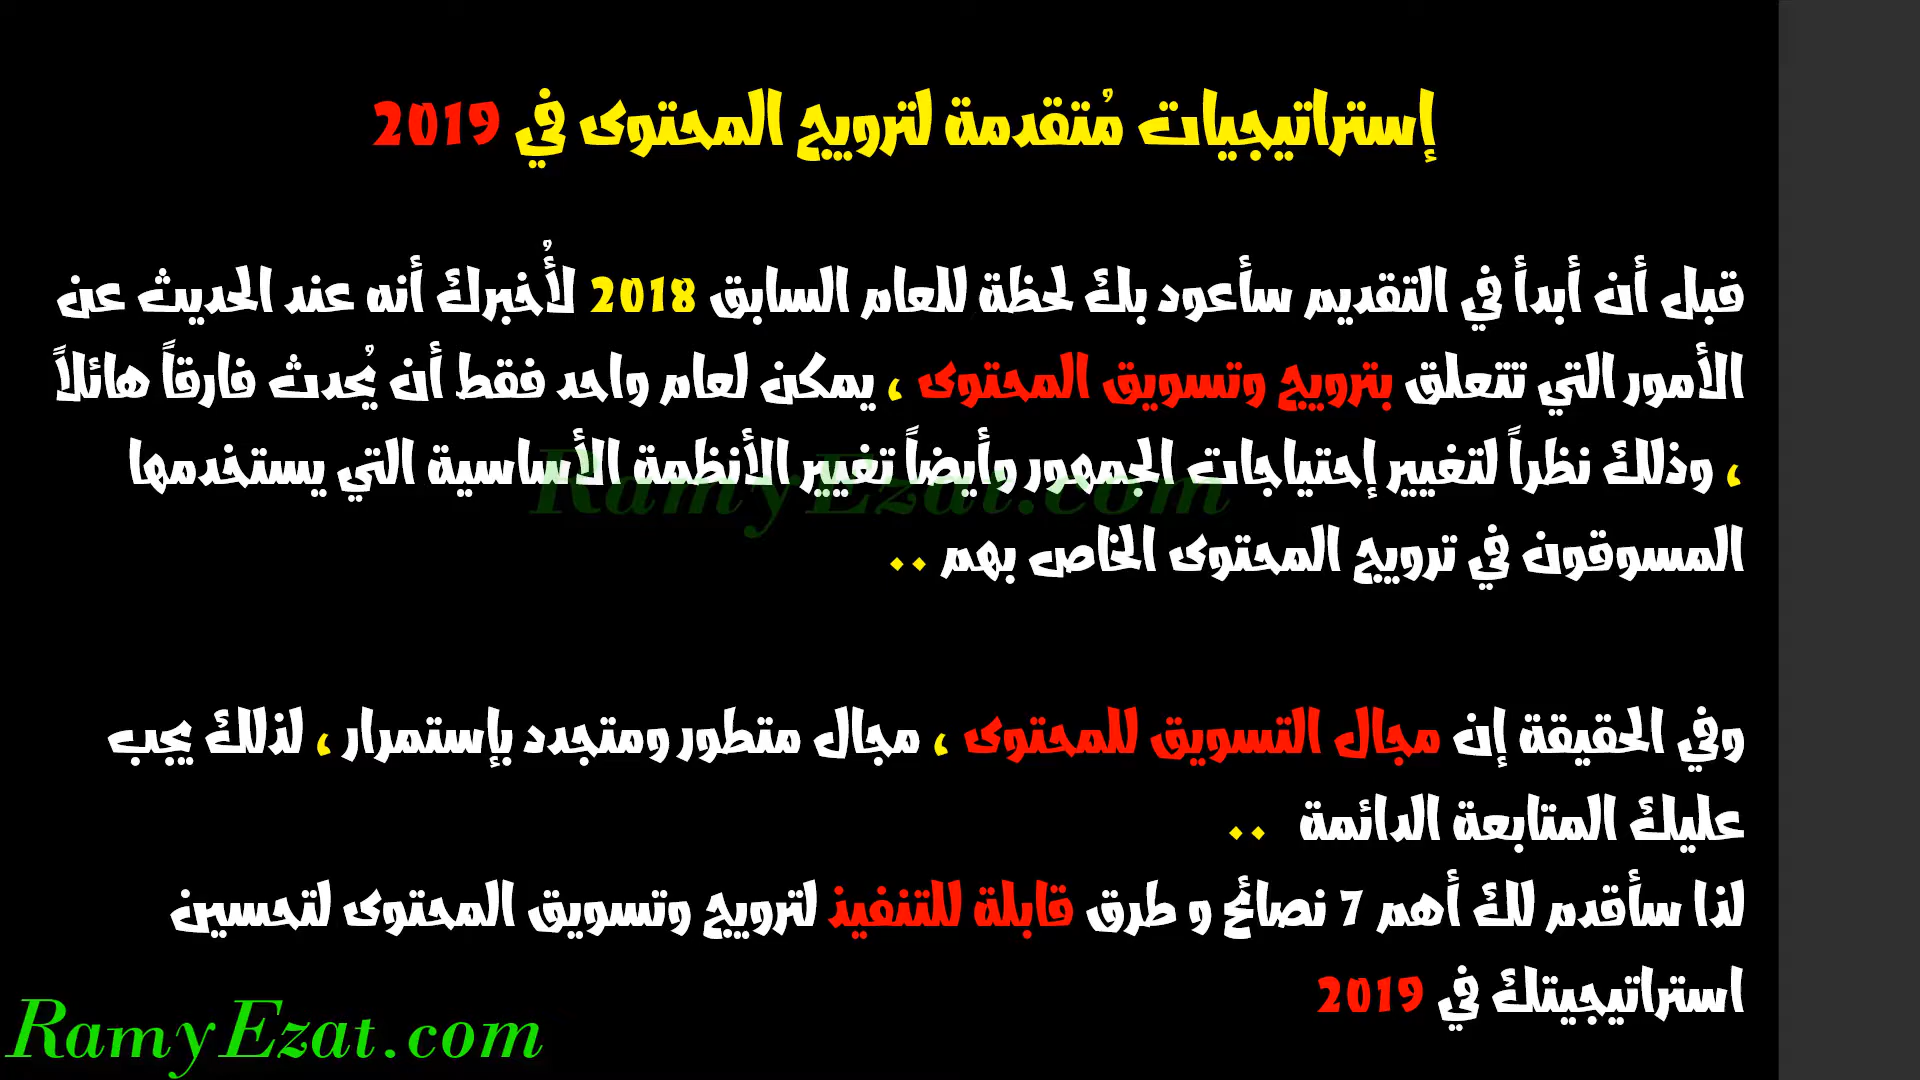 إستراتيجيات مُتقدمة لترويج المحتوى في 2019
قبل أن أبدأ في التقديم سأعود بك لحظة للعام السابق 2018 لأُخبرك أنه عند الحديث عن
الأمور التي تتعلق بترويج وتسويق المحتوى ، يمكن لعام واحد فقط أن يُحدث فارقاً هائلاً
، وذلك نظراً لتغيير إحتياجات الجمهور وأيضاً تغيير الأنظمة الأساسية التي يستخدمها
المسوقون في ترويج المحتوى الخاص بهم ..
RamyEzat.com
وفي الحقيقة إن مجال التسويق للمحتوى ، مجال متطور ومتجدد بإستمرار ، لذلك يجب
عليك المتابعة الدائمة ..
لذا سأقدم لك أهم 7 نصائح و طرق قابلة للتنفيذ لترويج وتسويق المحتوى لتحسين
استراتيجيتك في 2019
RamyEzat.com